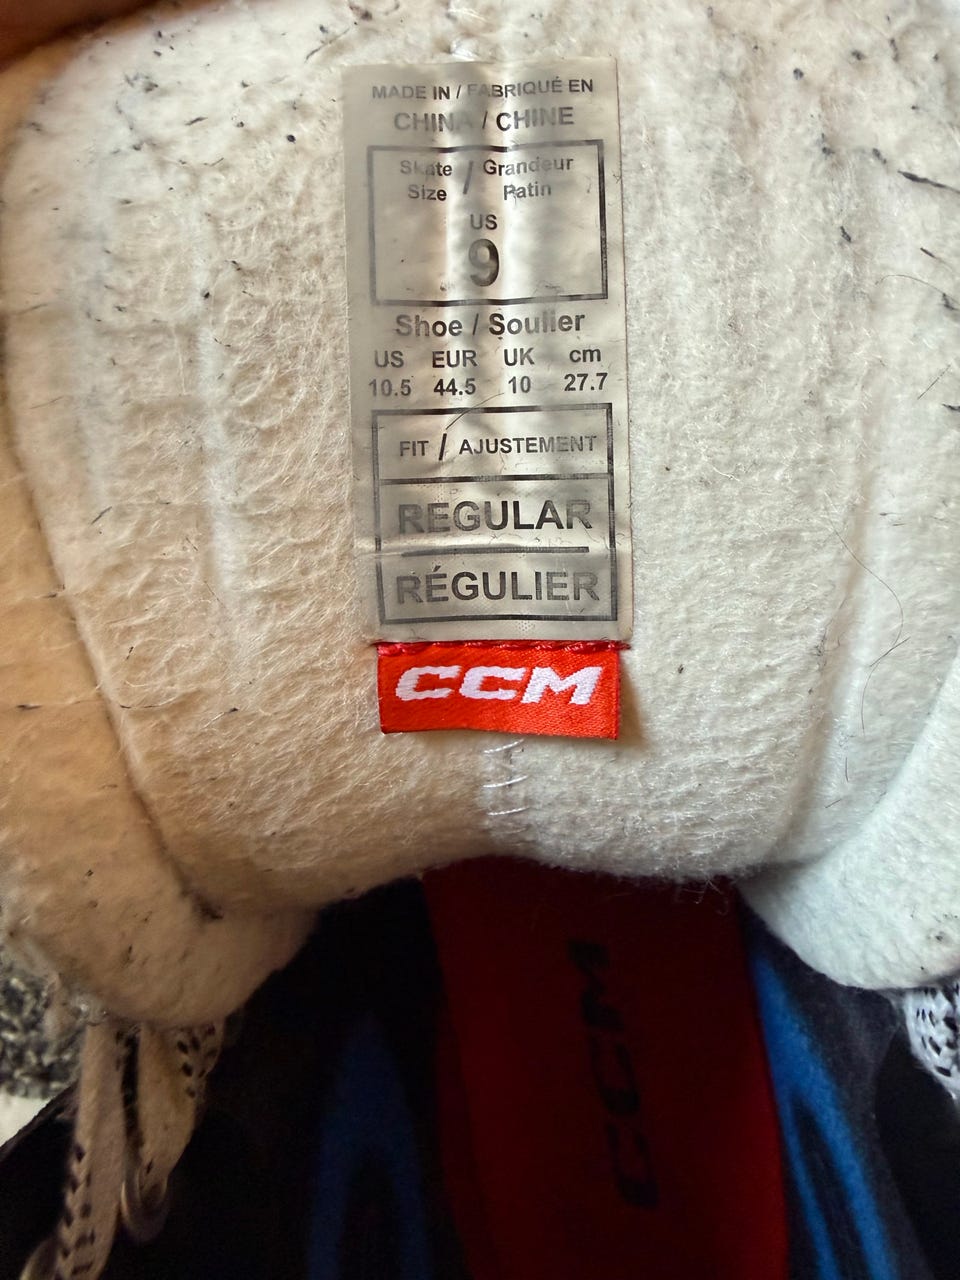 MADE IN / FABRIQUÉ EN
CHINA / CHINE
Skate Size / Grandeur Patin
US
9
Shoe / Soulier
US EUR UK cm
10.5 44.5 10 27.7
FIT / AJUSTEMENT
REGULAR
RÉGULIER
CCM
CCM